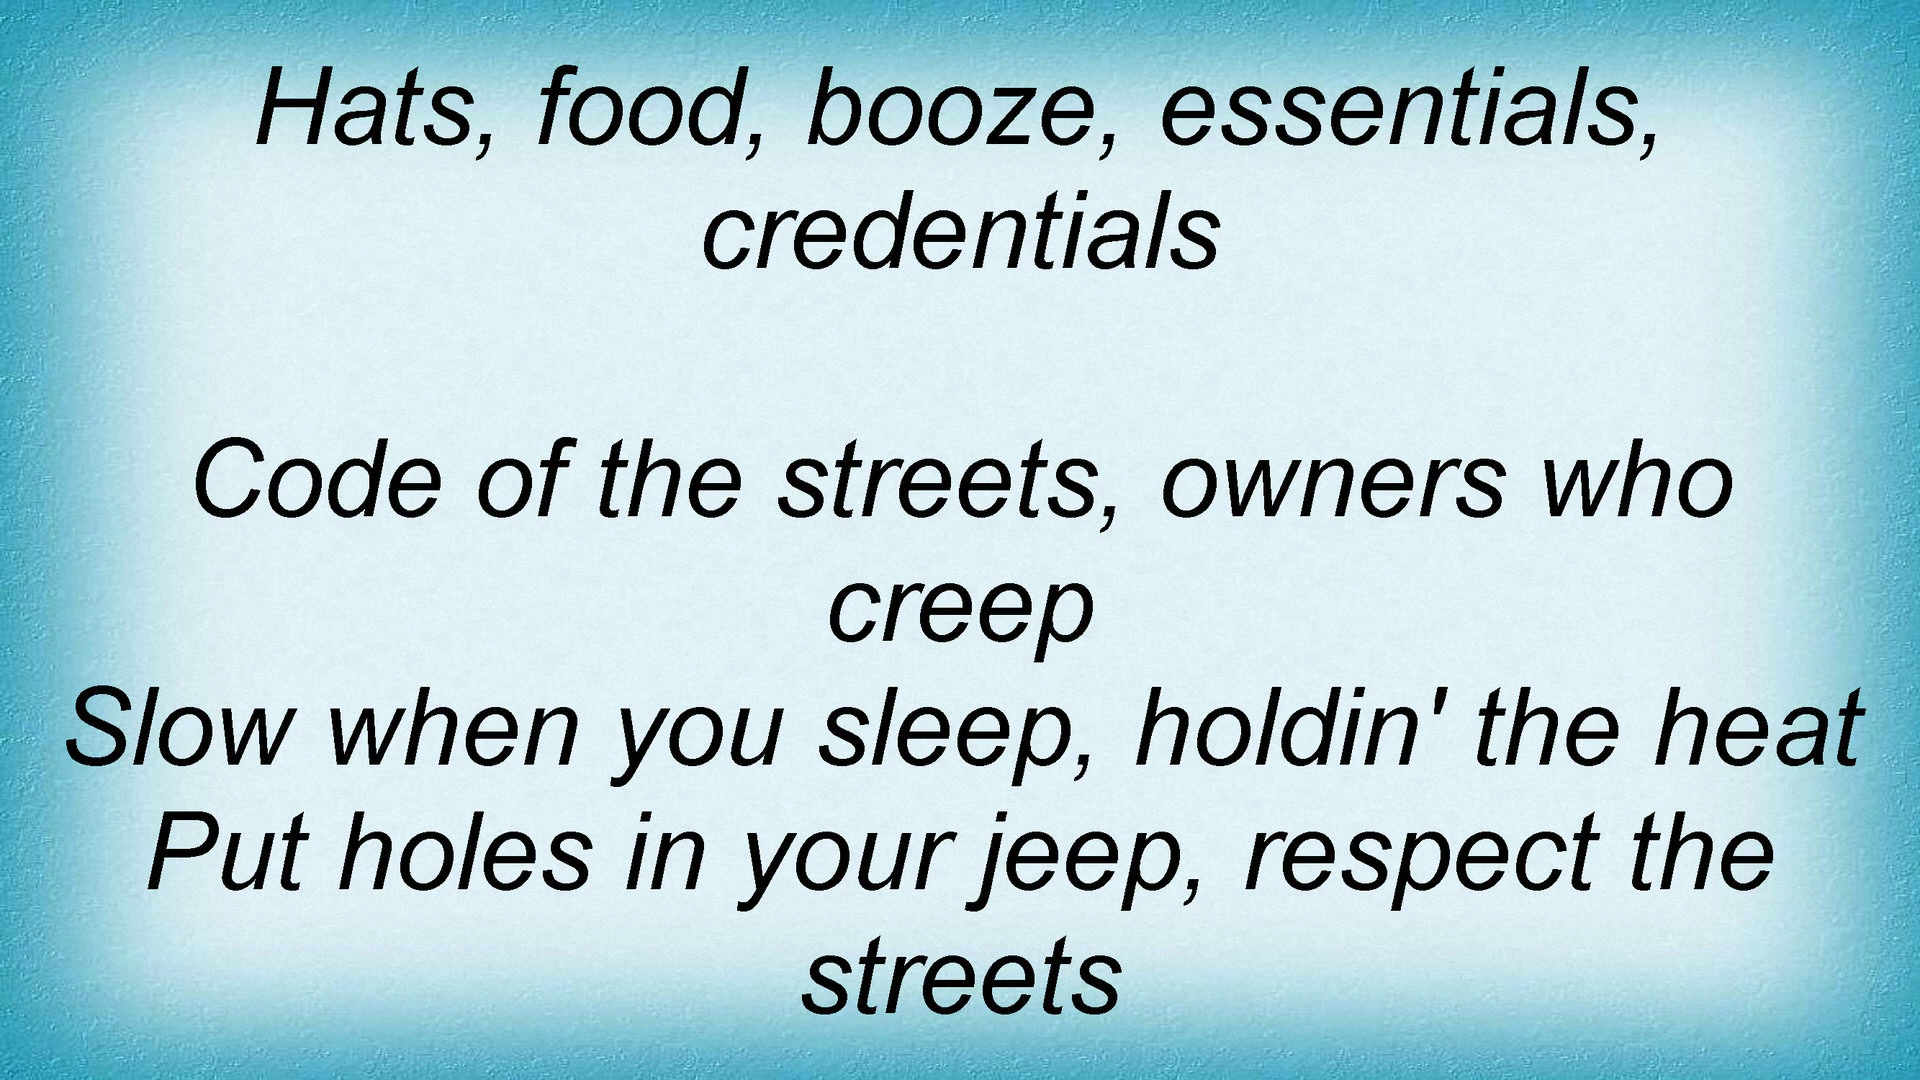 Hats, food, booze, essentials,
credentials
Code of the streets, owners who
creep
Slow when you sleep, holdin' the heat
Put holes in your jeep, respect the
streets